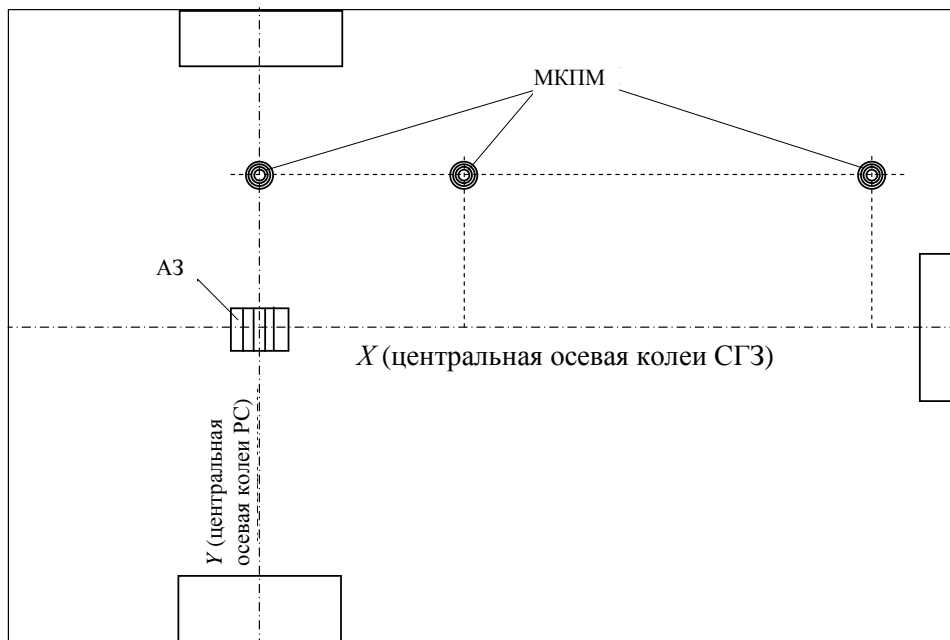 МКПМ
АЗ
X (центральная осевая колеи СГЗ)
Y (центральная
осевая колеи РС)